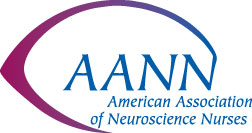 AANN
American Association
of Neuroscience Nurses